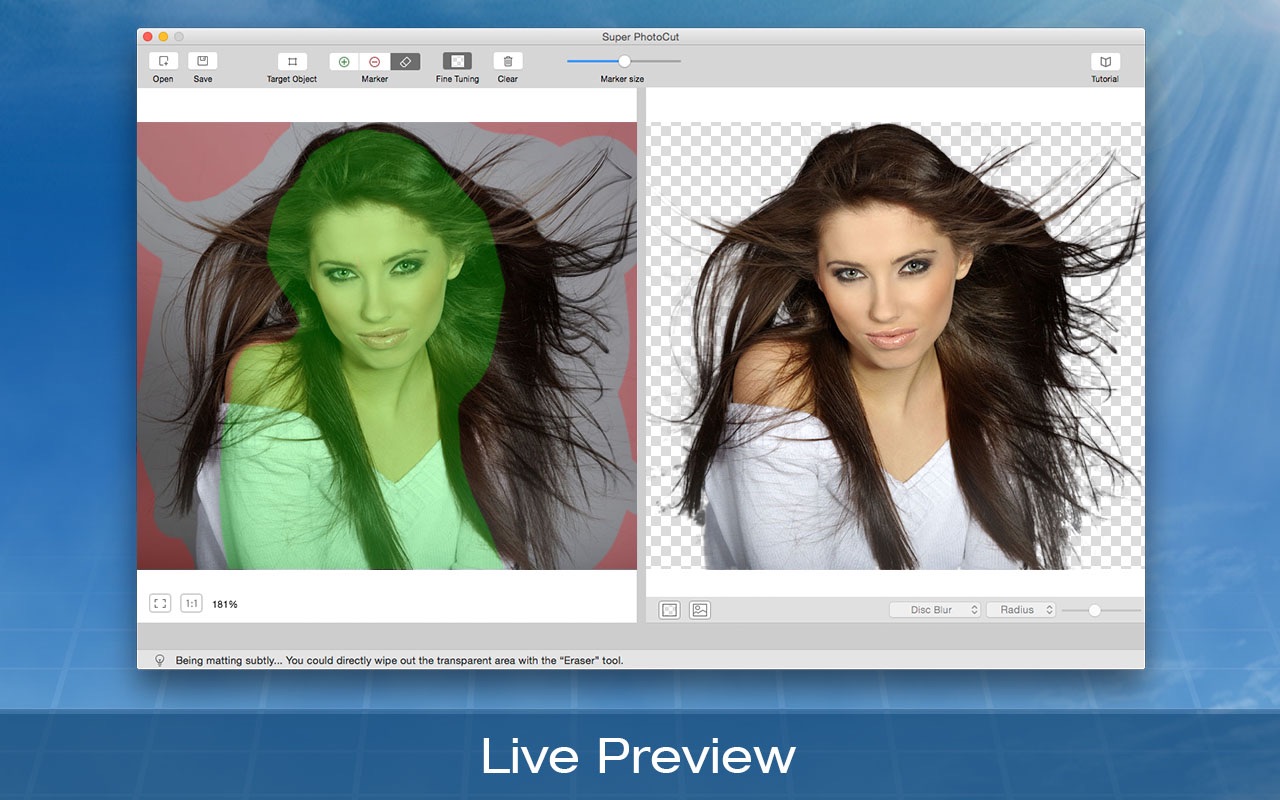 Super PhotoCut
Open Save Target Object Marker Fine Tuning Clear Marker size Tutorial
1:1 181%
Disc Blur Radius
Being matting subtly... You could directly wipe out the transparent area with the “Eraser” tool.
Live Preview